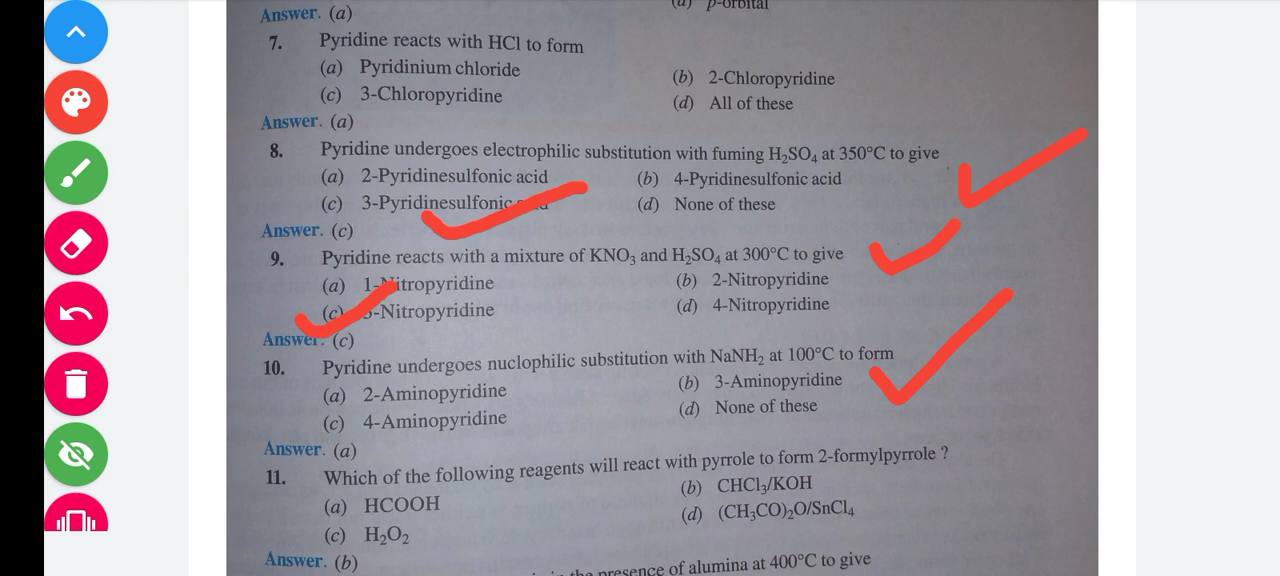 (d) p-orbital
Answer. (a)
7. Pyridine reacts with HCl to form
(a) Pyridinium chloride (b) 2-Chloropyridine
(c) 3-Chloropyridine (d) All of these
Answer. (a)
8. Pyridine undergoes electrophilic substitution with fuming H₂SO₄ at 350°C to give
(a) 2-Pyridinesulfonic acid (b) 4-Pyridinesulfonic acid
(c) 3-Pyridinesulfonic (d) None of these
Answer. (c)
9. Pyridine reacts with a mixture of KNO₃ and H₂SO₄ at 300°C to give
(a) 1-Nitropyridine (b) 2-Nitropyridine
(c) 3-Nitropyridine (d) 4-Nitropyridine
Answer. (c)
10. Pyridine undergoes nuclophilic substitution with NaNH₂ at 100°C to form
(a) 2-Aminopyridine (b) 3-Aminopyridine
(c) 4-Aminopyridine (d) None of these
Answer. (a)
11. Which of the following reagents will react with pyrrole to form 2-formylpyrrole ?
(a) HCOOH (b) CHCl₃/KOH
(c) H₂O₂ (d) (CH₃CO)₂O/SnCl₄
Answer. (b)
the presence of alumina at 400°C to give